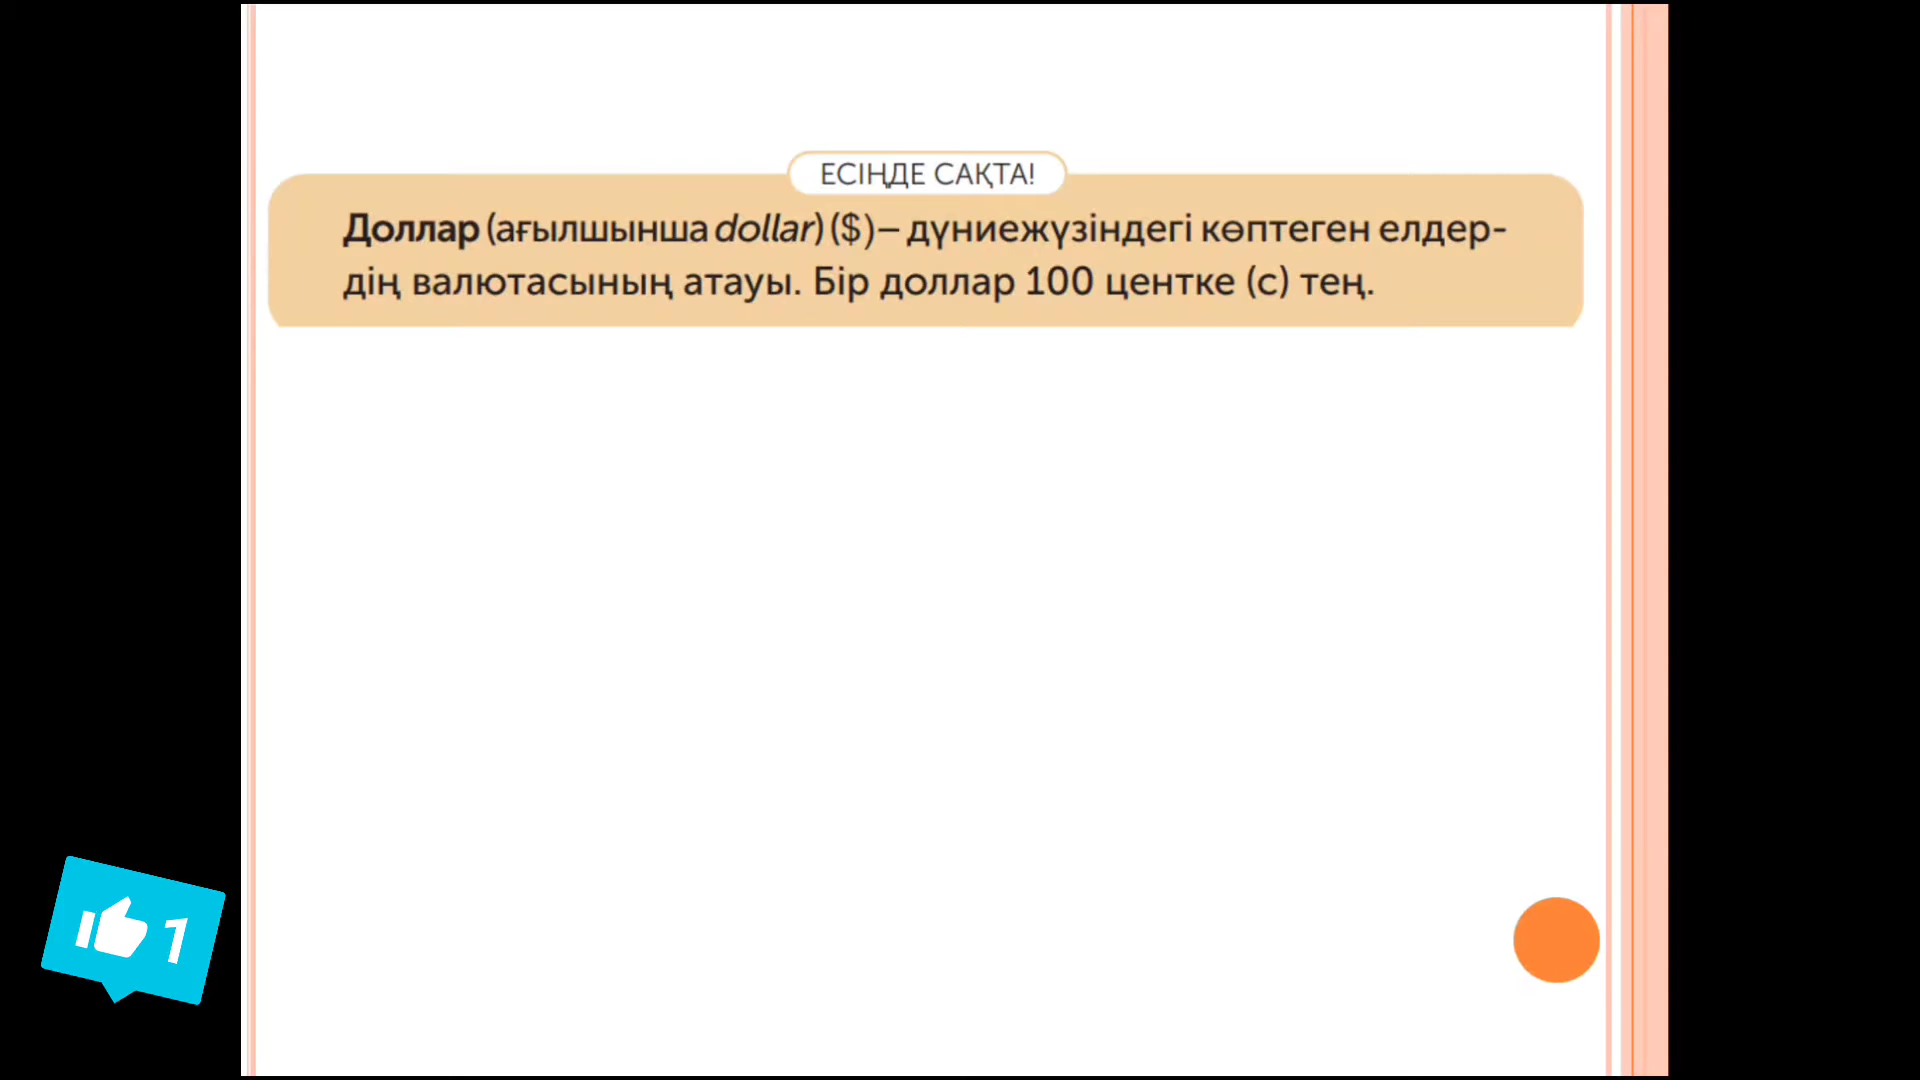 ЕСІҢДЕ САҚТА!
Доллар (ағылшынша dollar) ($) – дүниежүзіндегі көптеген елдер-
дің валютасының атауы. Бір доллар 100 центке (с) тең.
1